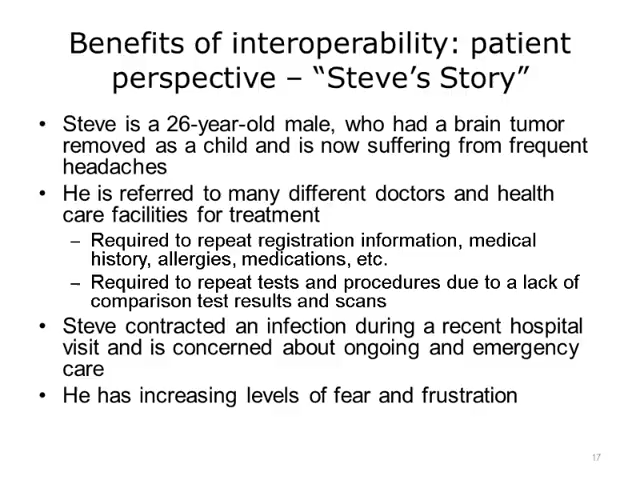 Benefits of interoperability: patient
perspective – “Steve’s Story”
• Steve is a 26-year-old male, who had a brain tumor
removed as a child and is now suffering from frequent
headaches
• He is referred to many different doctors and health
care facilities for treatment
– Required to repeat registration information, medical
history, allergies, medications, etc.
– Required to repeat tests and procedures due to a lack of
comparison test results and scans
• Steve contracted an infection during a recent hospital
visit and is concerned about ongoing and emergency
care
• He has increasing levels of fear and frustration
17